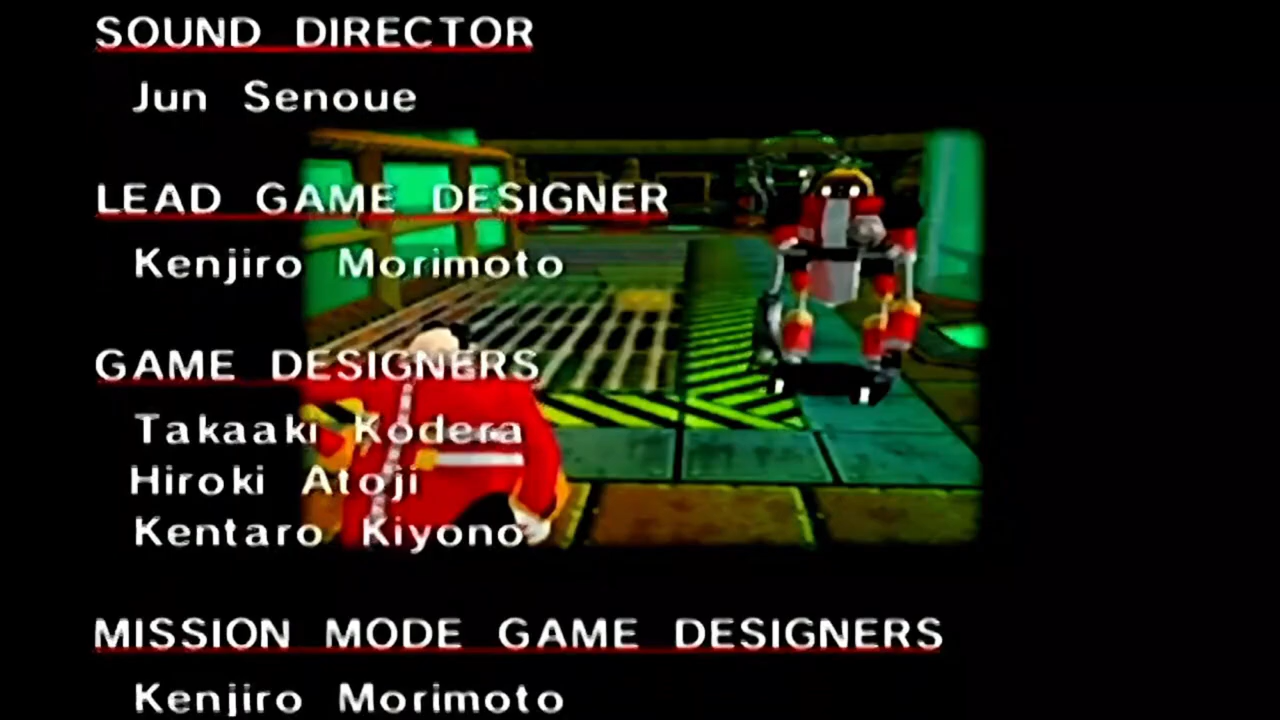 SOUND DIRECTOR
Jun Senoue
LEAD GAME DESIGNER
Kenjiro Morimoto
GAME DESIGNERS
Takaaki Kodera
Hiroki Atoji
Kentaro Kiyono
MISSION MODE GAME DESIGNERS
Kenjiro Morimoto